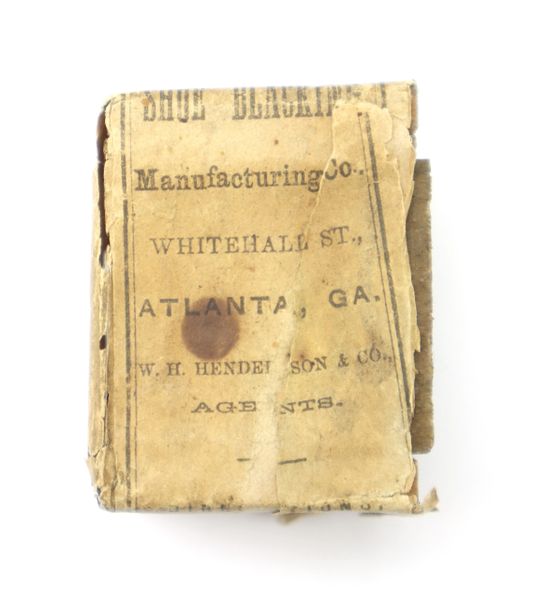 SHOE BLACKING
Manufacturing Co.,
WHITEHALL ST.,
ATLANTA, GA.
W. H. HENDERSON & CO.,
AGENTS.